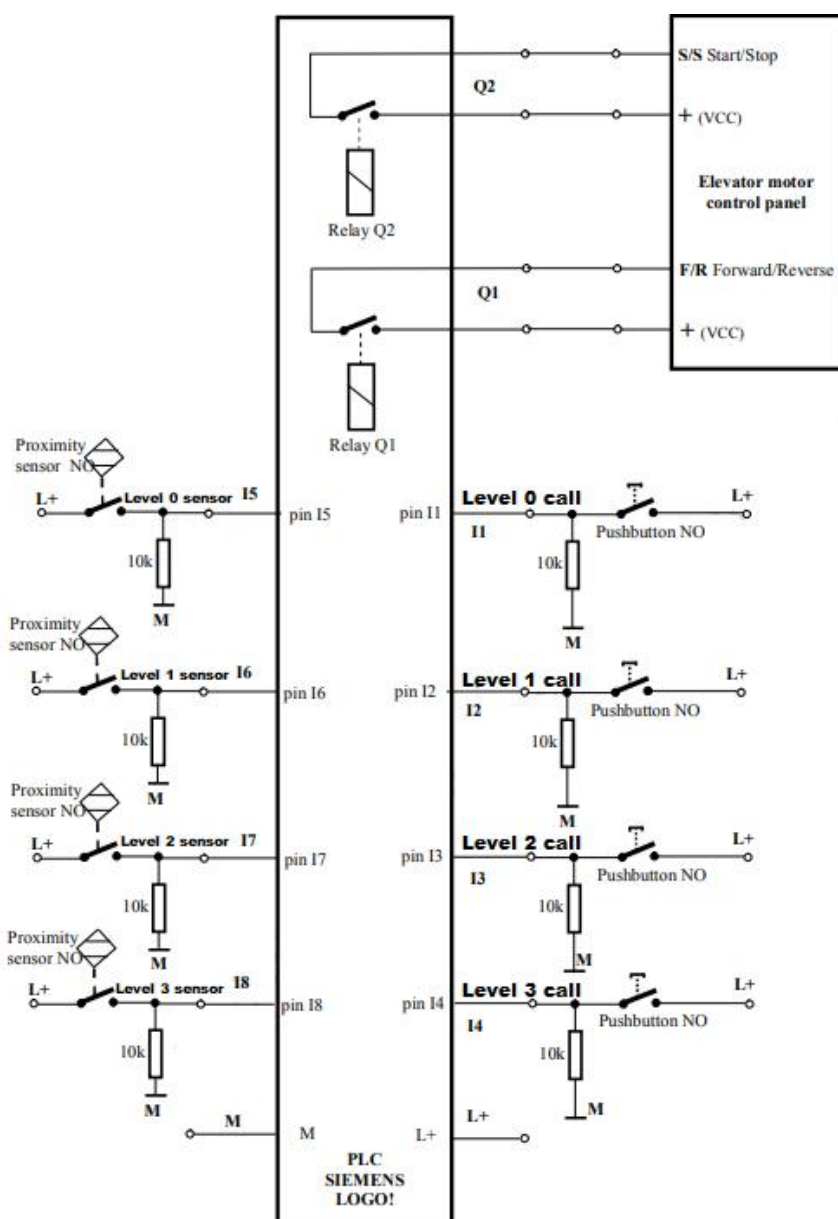 S/S Start/Stop
Q2
+ (VCC)
Elevator motor
control panel
Relay Q2
F/R Forward/Reverse
Q1
+ (VCC)
Relay Q1
Proximity
sensor NO
L+
Level 0 sensor
I5
pin I5
10k
M
pin I1
Level 0 call
I1
Pushbutton NO
L+
10k
M
Proximity
sensor NO
L+
Level 1 sensor
I6
pin I6
10k
M
pin I2
Level 1 call
I2
Pushbutton NO
L+
10k
M
Proximity
sensor NO
L+
Level 2 sensor
I7
pin I7
10k
M
pin I3
Level 2 call
I3
Pushbutton NO
L+
10k
M
Proximity
sensor NO
L+
Level 3 sensor
I8
pin I8
10k
M
pin I4
Level 3 call
I4
Pushbutton NO
L+
10k
M
M
M
L+
L+
PLC
SIEMENS
LOGO!